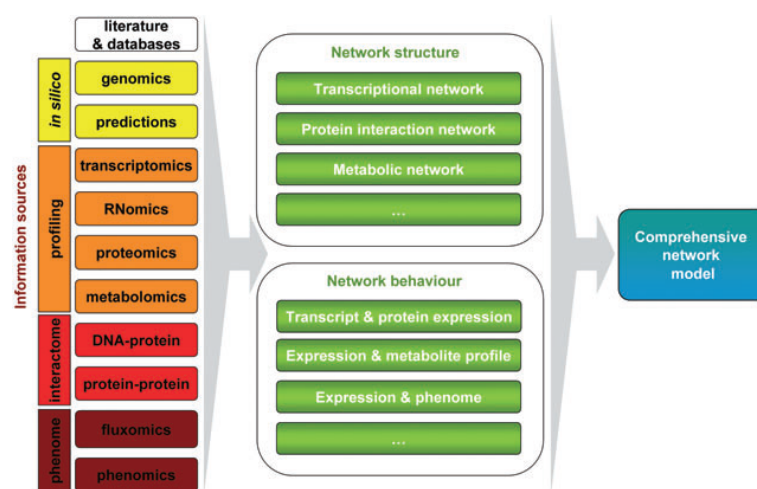 literature
& databases
Information sources
in silico
genomics
predictions
profiling
transcriptomics
RNomics
proteomics
metabolomics
interactome
DNA-protein
protein-protein
phenome
fluxomics
phenomics
Network structure
Transcriptional network
Protein interaction network
Metabolic network
...
Network behaviour
Transcript & protein expression
Expression & metabolite profile
Expression & phenome
...
Comprehensive
network
model